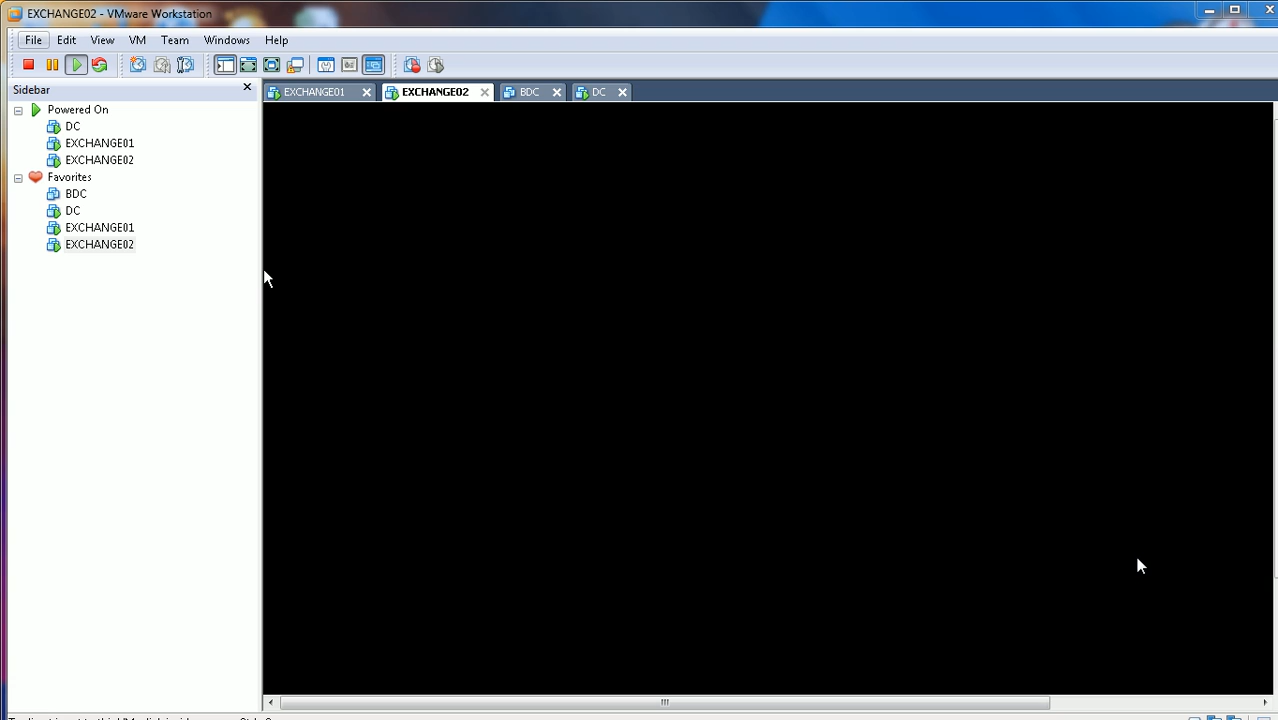 EXCHANGE02 - VMware Workstation
File Edit View VM Team Windows Help
Sidebar
EXCHANGE01 EXCHANGE02 BDC DC
Powered On
DC
EXCHANGE01
EXCHANGE02
Favorites
BDC
DC
EXCHANGE01
EXCHANGE02